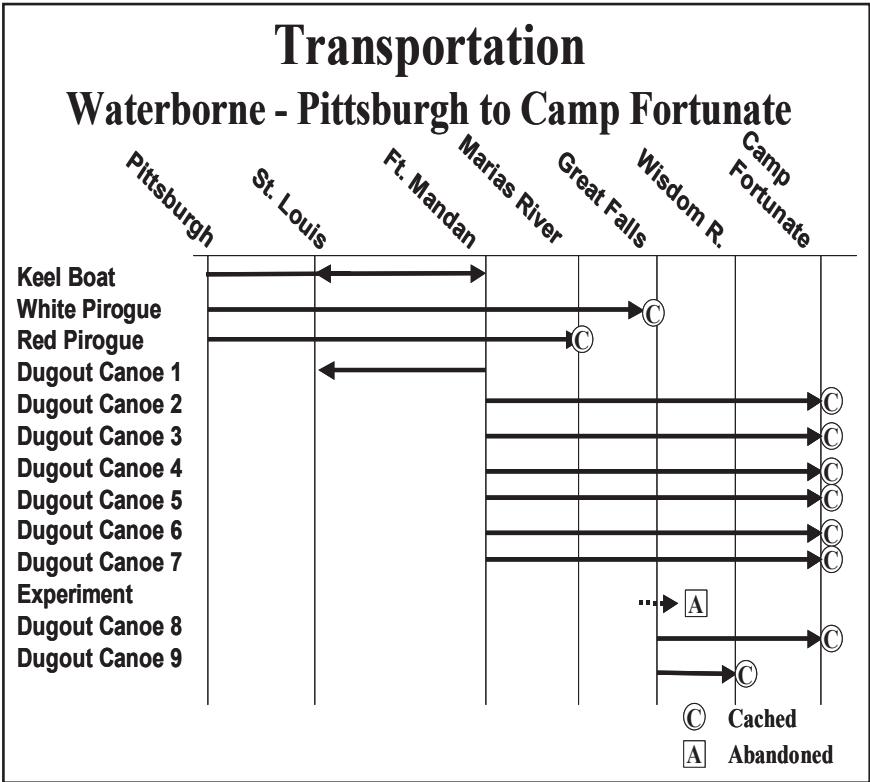 Transportation
Waterborne - Pittsburgh to Camp Fortunate
Pittsburgh
St. Louis
Ft. Mandan
Marias River
Great Falls
Wisdom R.
Camp
Fortunate
Keel Boat
White Pirogue
C
Red Pirogue
C
Dugout Canoe 1
Dugout Canoe 2
C
Dugout Canoe 3
C
Dugout Canoe 4
C
Dugout Canoe 5
C
Dugout Canoe 6
C
Dugout Canoe 7
C
Experiment
A
Dugout Canoe 8
C
Dugout Canoe 9
C
C Cached
A Abandoned